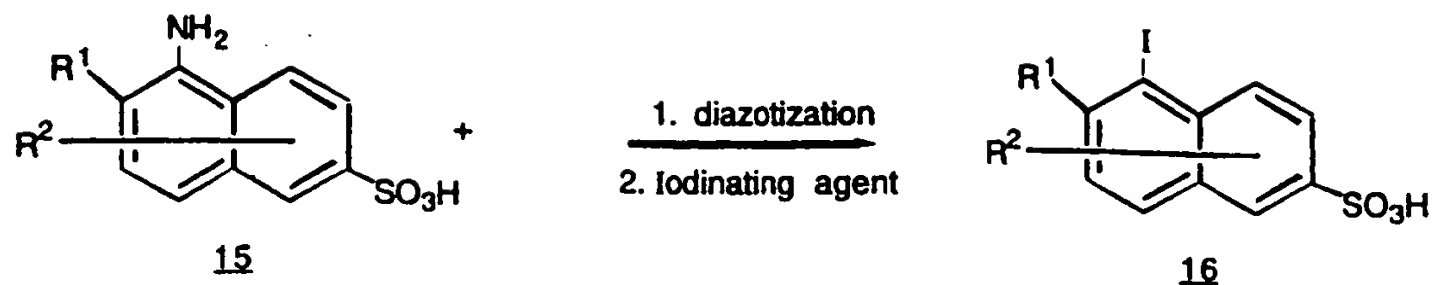 NH₂
R¹
R²
+
SO₃H
15
1. diazotization
2. Iodinating agent
I
R¹
R²
SO₃H
16